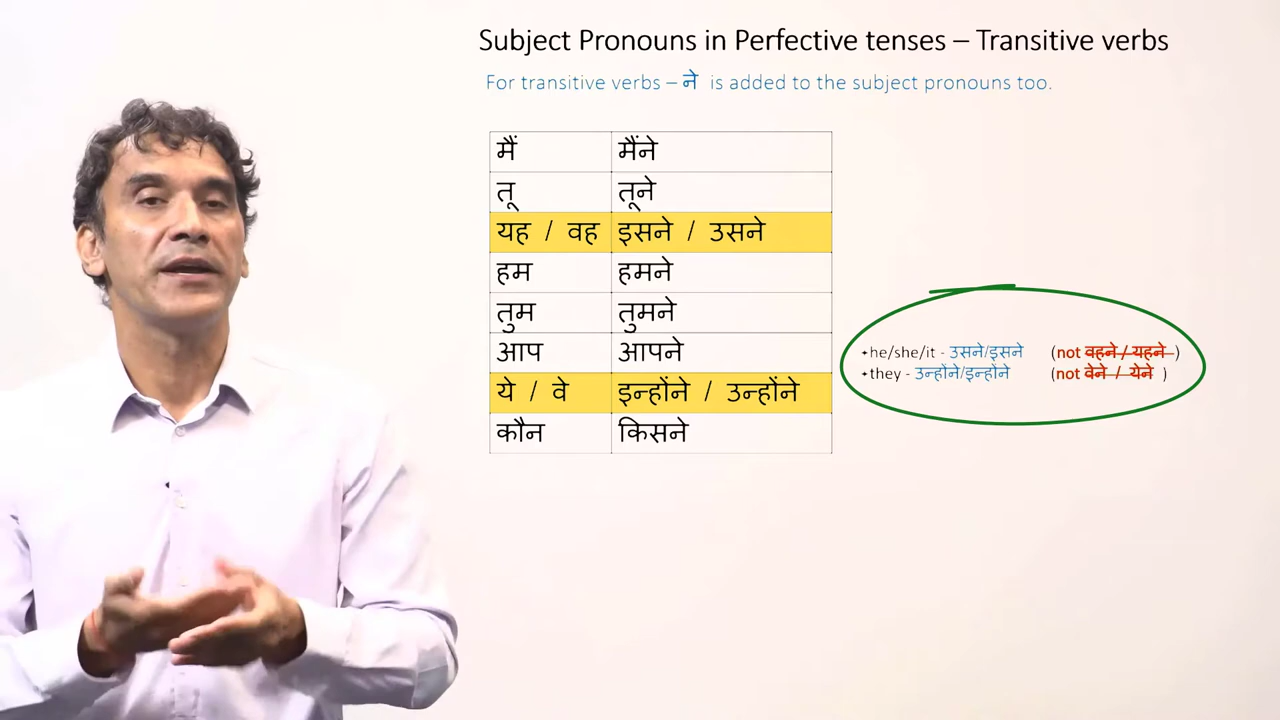 Subject Pronouns in Perfective tenses – Transitive verbs
For transitive verbs – ने is added to the subject pronouns too.
मैं मैंने
तू तूने
यह / वह इसने / उसने
हम हमने
तुम तुमने
आप आपने
ये / वे इन्होंने / उन्होंने
कौन किसने
he/she/it - उसने/इसने (not वहने / यहने )
they - उन्होंने/इन्होंने (not वेने / येने )